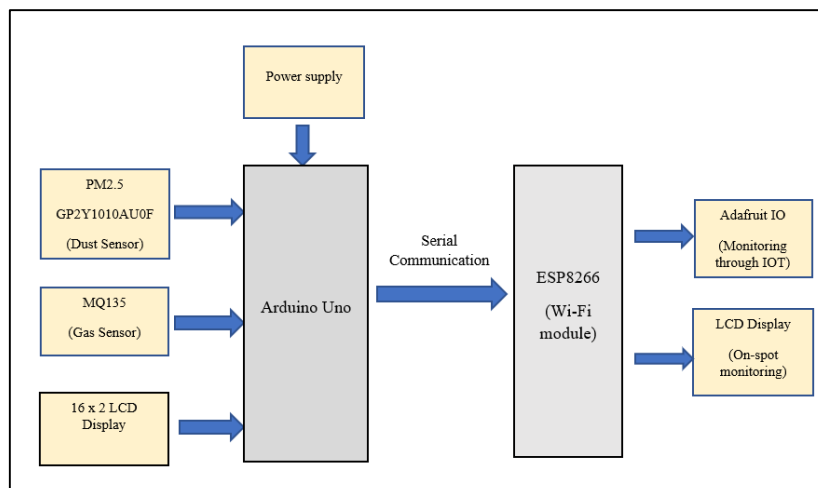 Power supply
PM2.5
GP2Y1010AU0F
(Dust Sensor)
MQ135
(Gas Sensor)
16 x 2 LCD
Display
Arduino Uno
Serial
Communication
ESP8266
(Wi-Fi
module)
Adafruit IO
(Monitoring
through IOT)
LCD Display
(On-spot
monitoring)